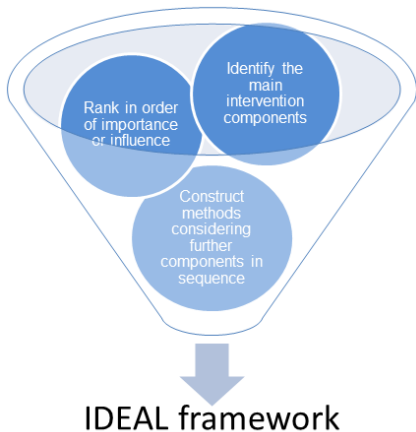 Identify the
main
intervention
components
Rank in order
of importance
or influence
Construct
methods
considering
further
components in
sequence
IDEAL framework